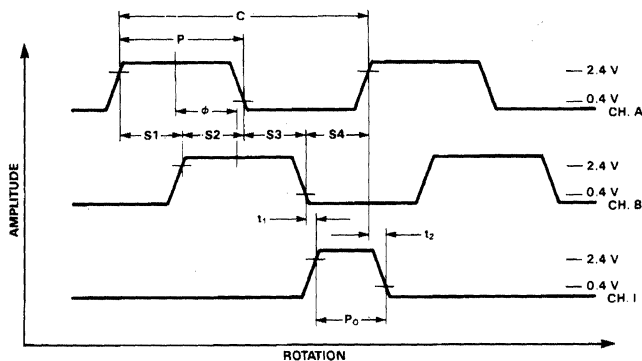 C
P
2.4 V
ϕ
0.4 V
CH. A
S1 S2 S3 S4
2.4 V
0.4 V
CH. B
t₁
t₂
2.4 V
0.4 V
CH. I
P₀
AMPLITUDE
ROTATION